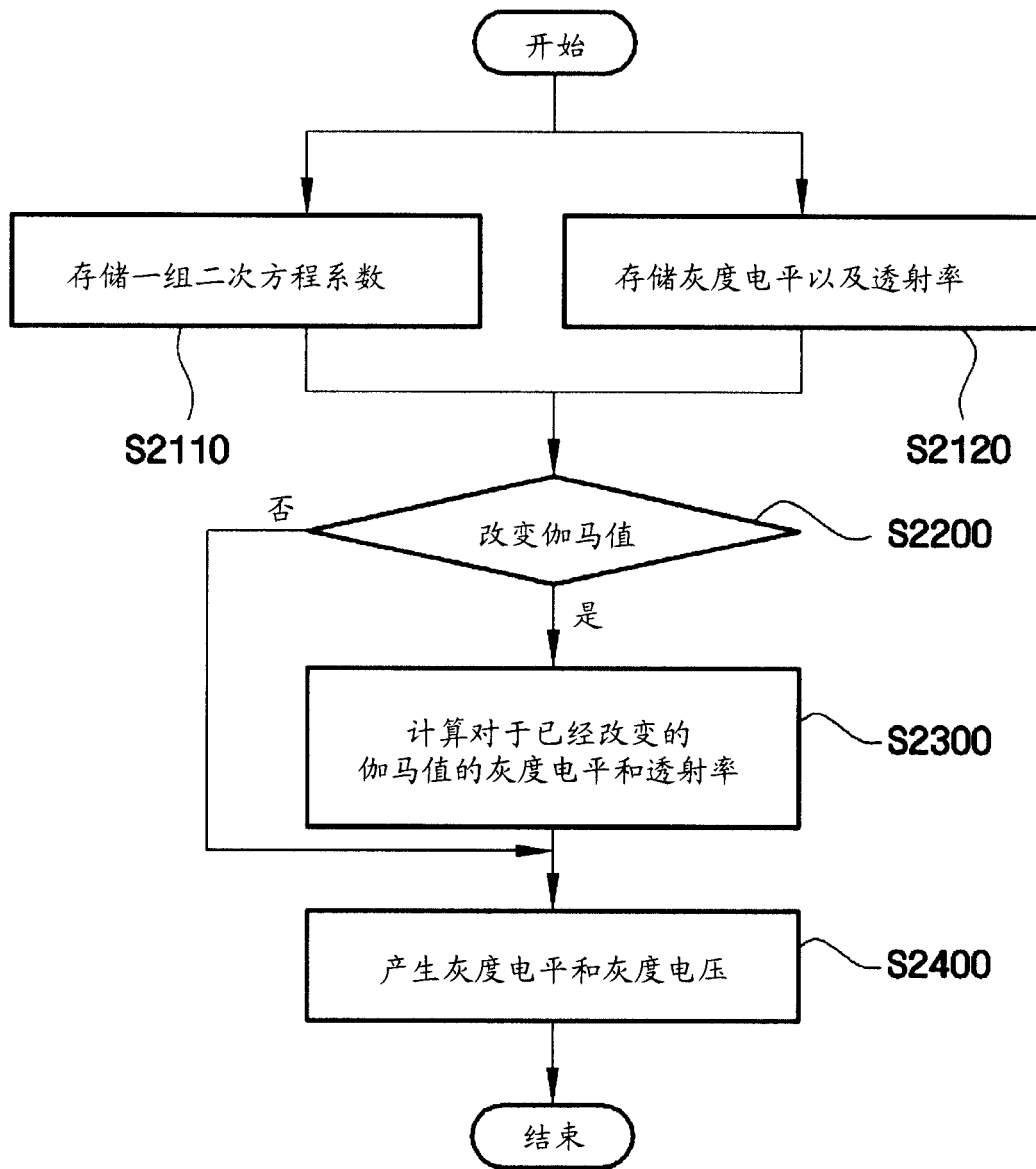 开始
存储一组二次方程系数
存储灰度电平以及透射率
S2110
S2120
否
改变伽马值
S2200
是
计算对于已经改变的
伽马值的灰度电平和透射率
S2300
产生灰度电平和灰度电压
S2400
结束